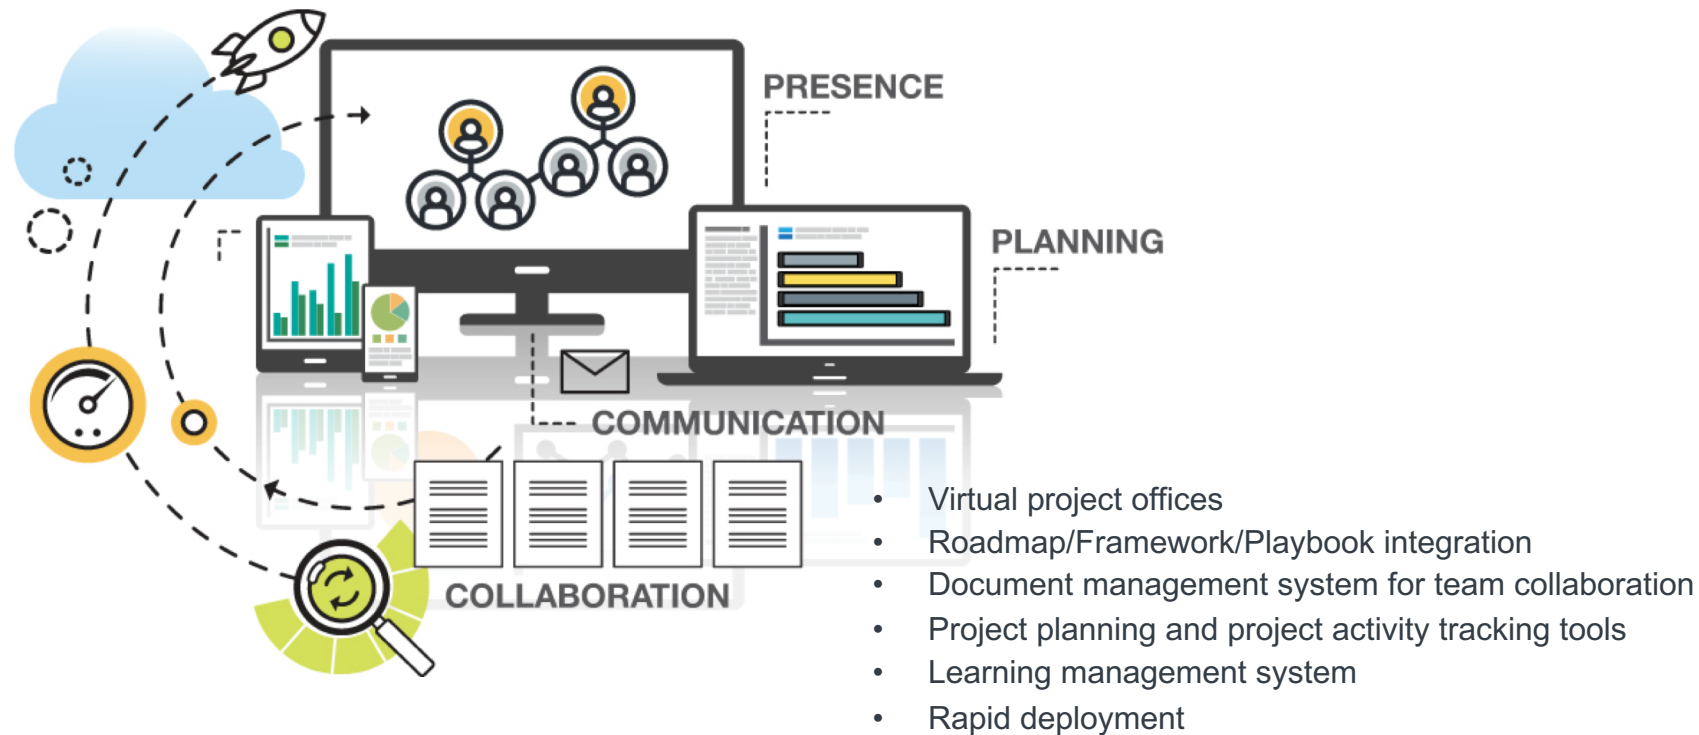 PRESENCE
PLANNING
COMMUNICATION
COLLABORATION
• Virtual project offices
• Roadmap/Framework/Playbook integration
• Document management system for team collaboration
• Project planning and project activity tracking tools
• Learning management system
• Rapid deployment